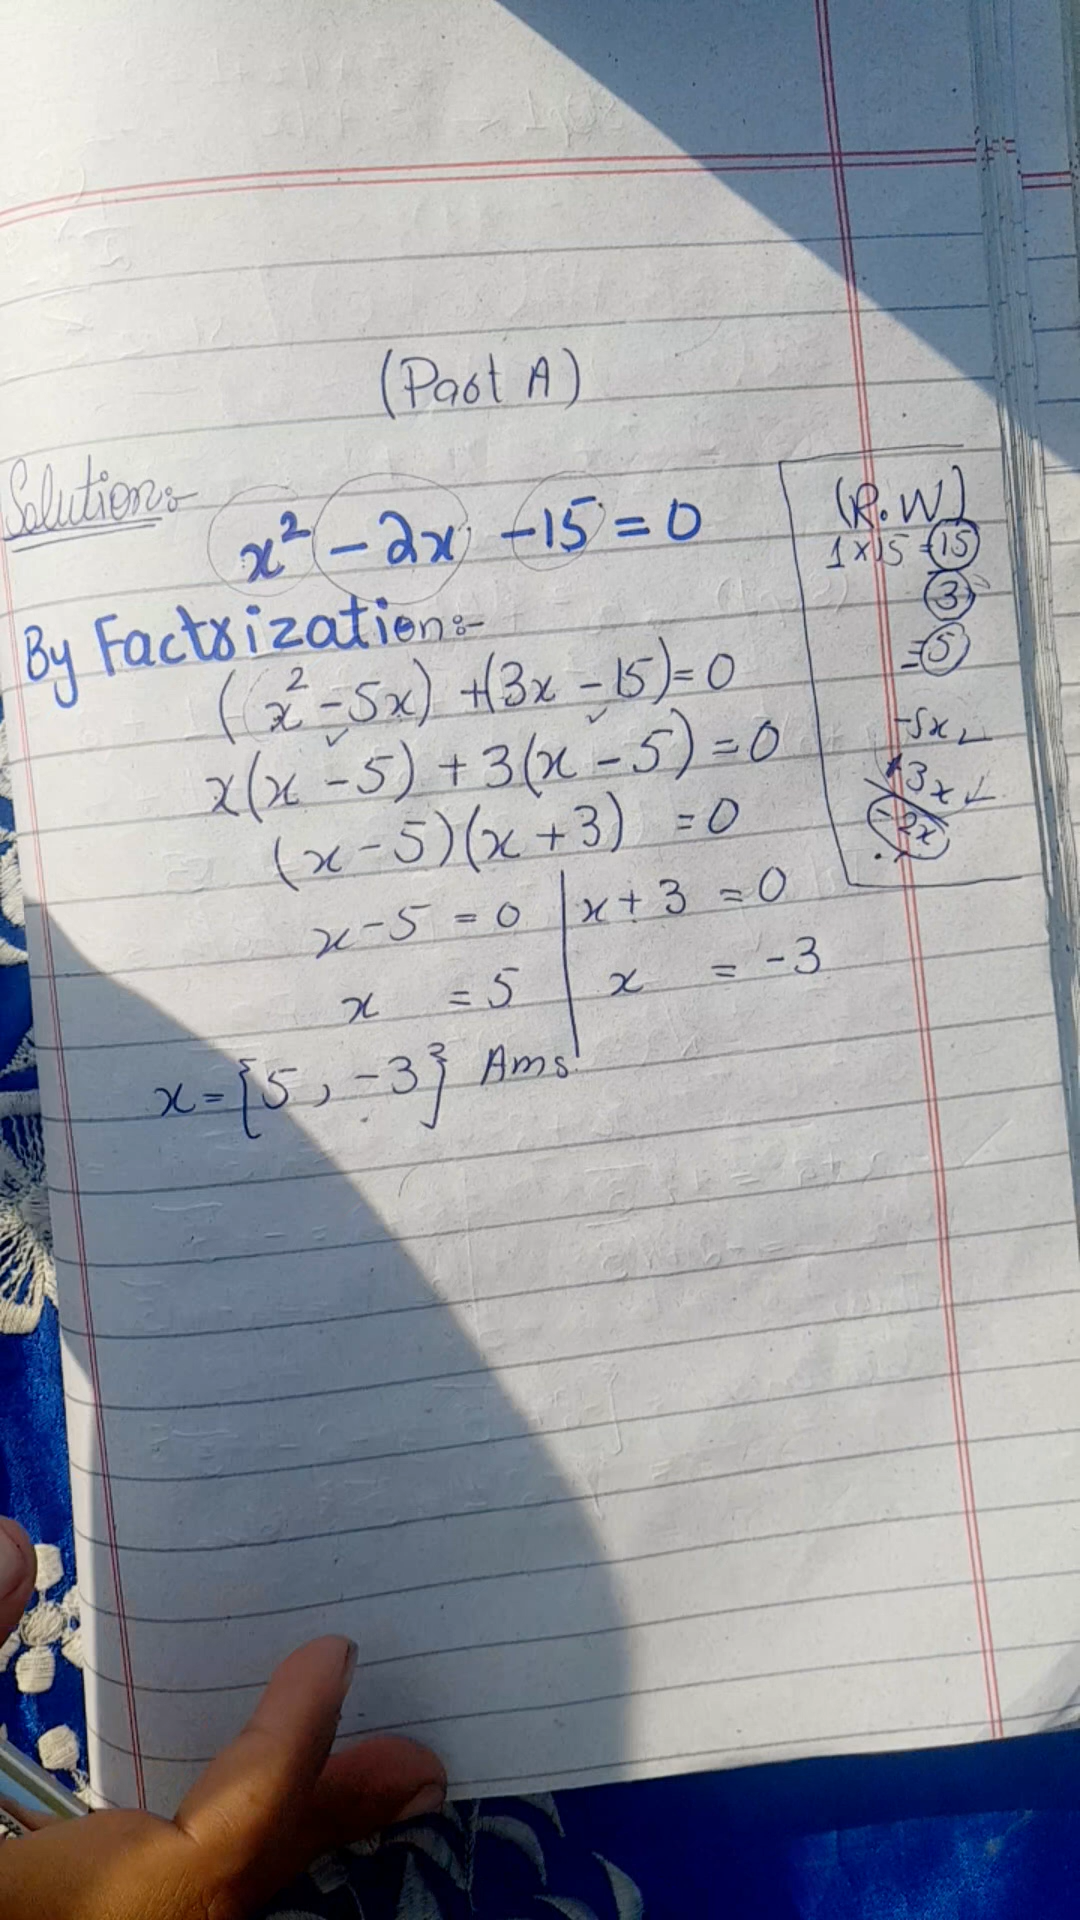 (Part A)
Solution:-
x² - 2x - 15 = 0
By Factorization:-
(x² - 5x) + (3x - 15) = 0
x(x - 5) + 3(x - 5) = 0
(x - 5)(x + 3) = 0
x - 5 = 0 | x + 3 = 0
x = 5 | x = -3
x = {5, -3} Ans
(R.W)
1 × 15 = 15
3
= 5
-5x
+3x
-2x